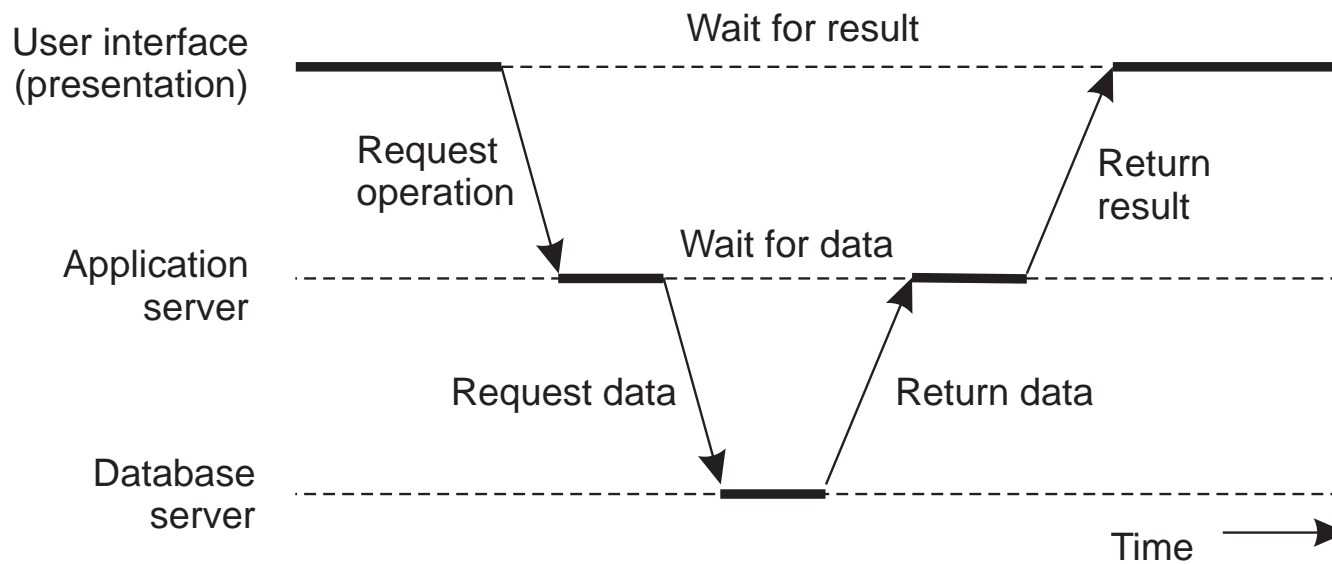 User interface
(presentation)
Wait for result
Request
operation
Return
result
Application
server
Wait for data
Request data
Return data
Database
server
Time